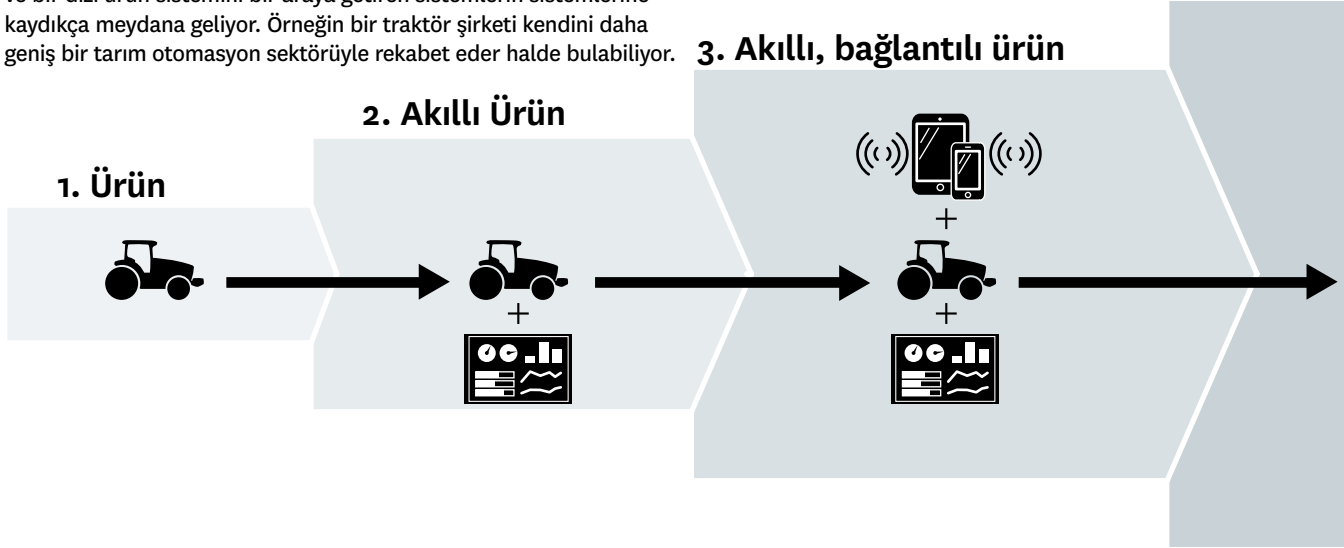 kaydıkça meydana geliyor. Örneğin bir traktör şirketi kendini daha
geniş bir tarım otomasyon sektörüyle rekabet eder halde bulabiliyor.
3. Akıllı, bağlantılı ürün
2. Akıllı Ürün
1. Ürün
+
+
+